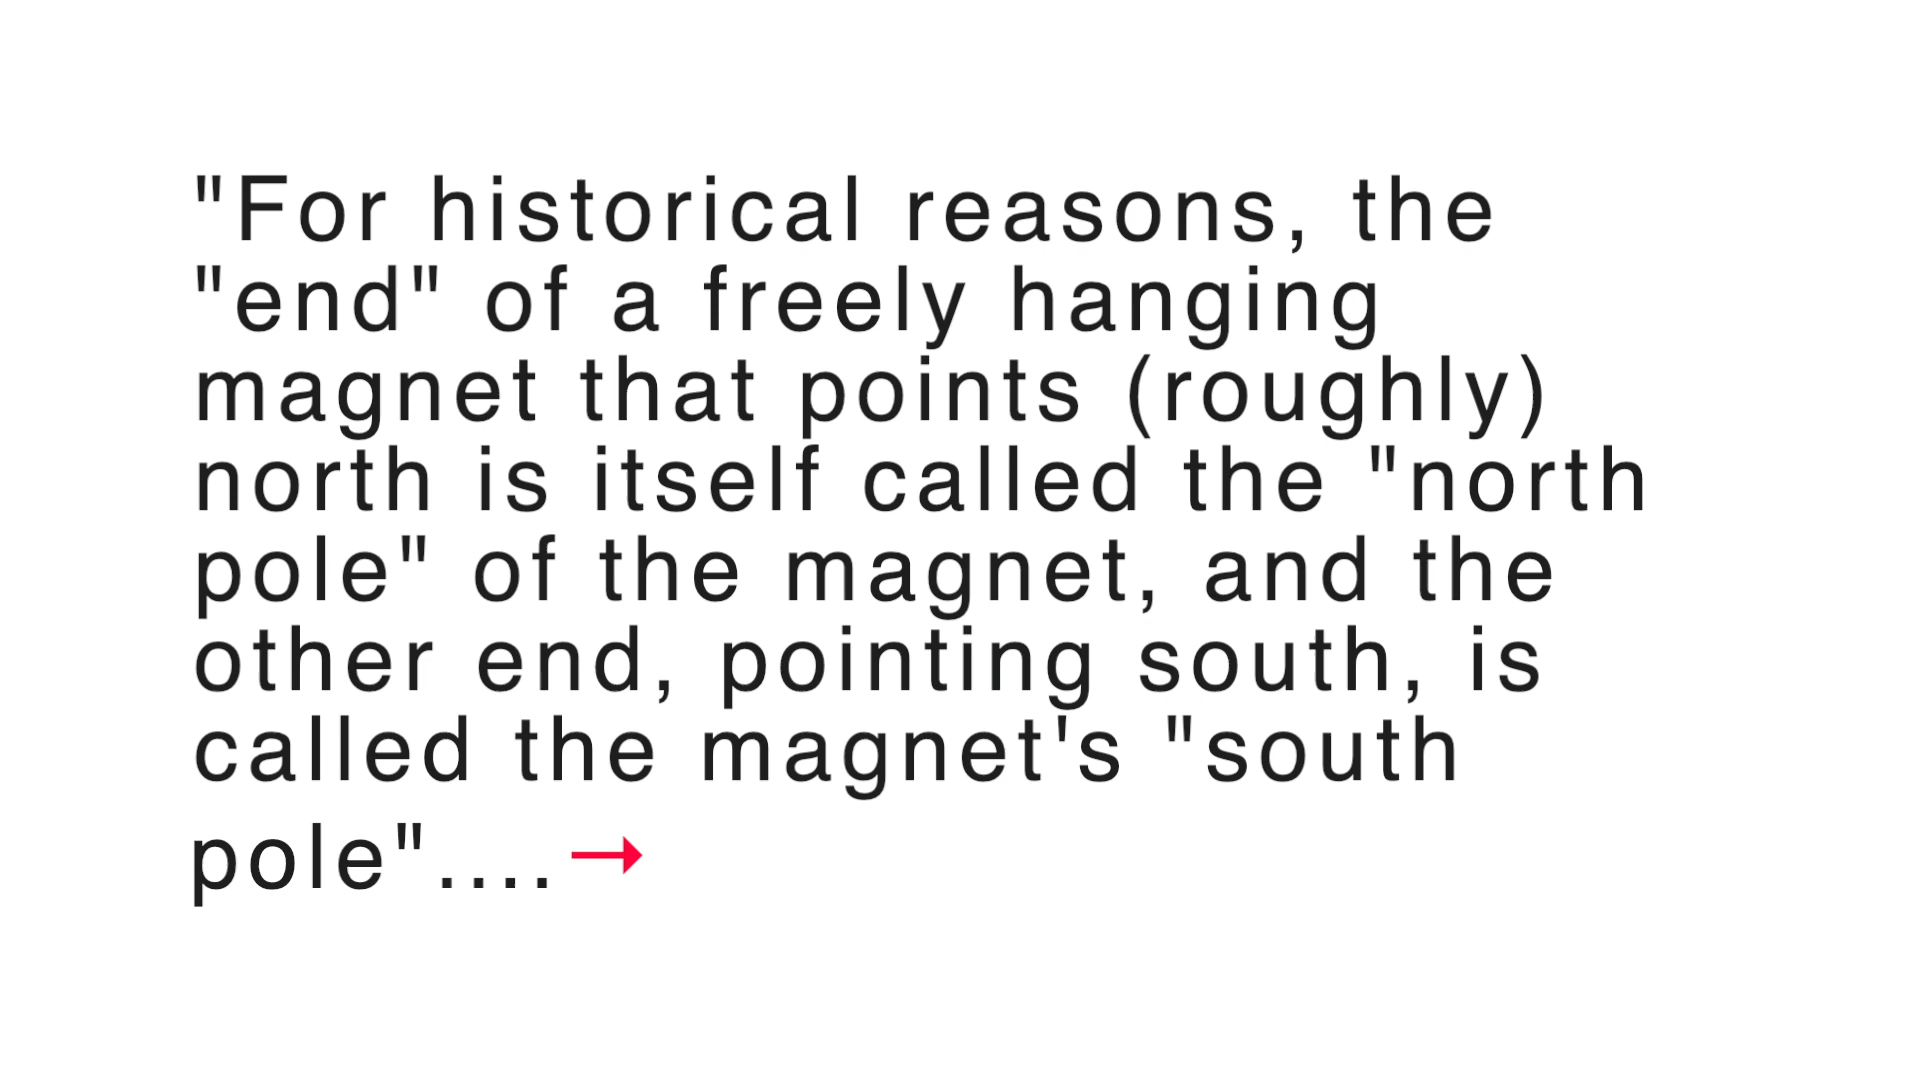 "For historical reasons, the
"end" of a freely hanging
magnet that points (roughly)
north is itself called the "north
pole" of the magnet, and the
other end, pointing south, is
called the magnet's "south
pole"....→